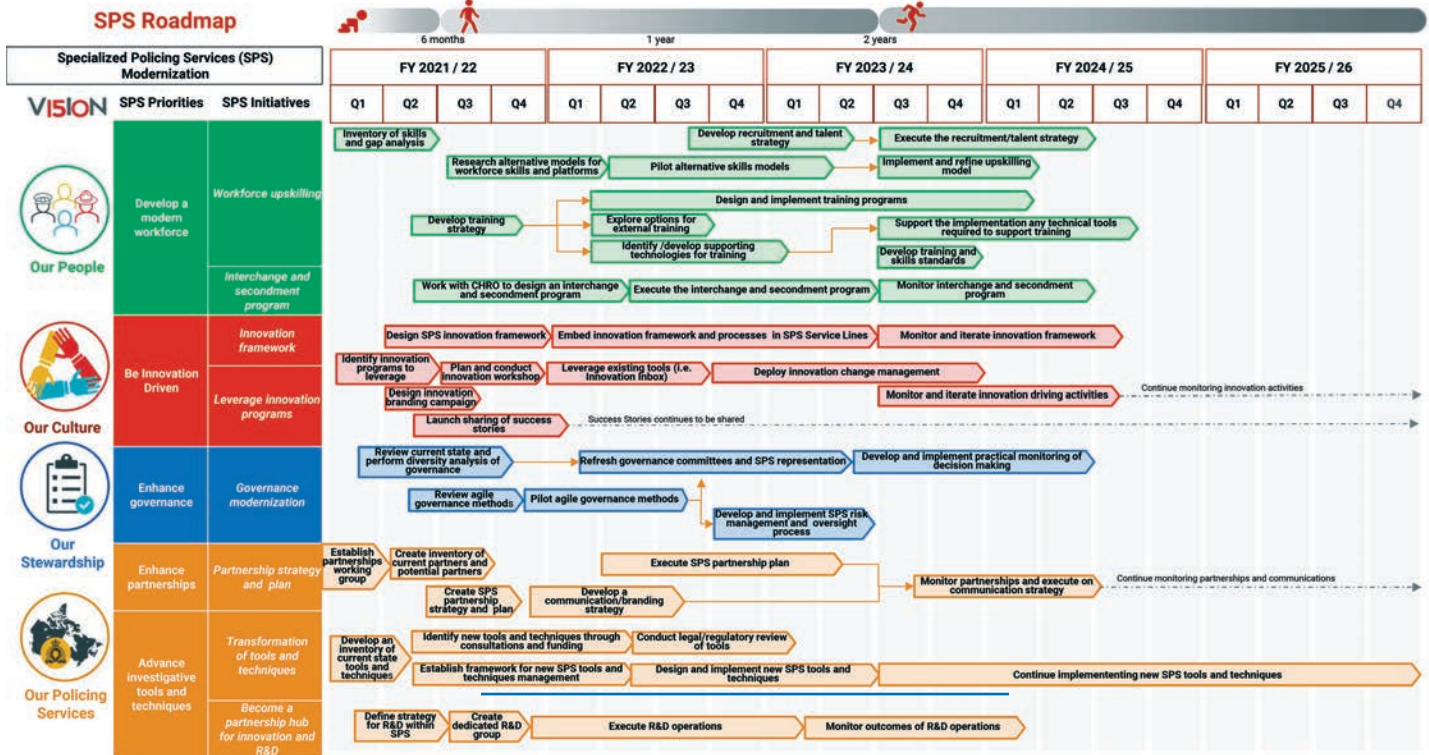 SPS Roadmap
6 months
1 year
2 years
Specialized Policing Services (SPS)
Modernization
FY 2021 / 22
FY 2022 / 23
FY 2023 / 24
FY 2024 / 25
FY 2025 / 26
VISION
SPS Priorities
SPS Initiatives
Q1 Q2 Q3 Q4 Q1 Q2 Q3 Q4 Q1 Q2 Q3 Q4 Q1 Q2 Q3 Q4 Q1 Q2 Q3 Q4
Our People
Develop a
modern
workforce
Workforce upskilling
Inventory of skills
and gap analysis
Develop recruitment and talent
strategy
Execute the recruitment/talent strategy
Research alternative models for
workforce skills and platforms
Pilot alternative skills models
Implement and refine upskilling
model
Design and implement training programs
Develop training
strategy
Explore options for
external training
Support the implementation any technical tools
required to support training
Identify /develop supporting
technologies for training
Develop training and
skills standards
Interchange and
secondment
program
Work with CHRO to design an interchange
and secondment program
Execute the interchange and secondment program
Monitor interchange and secondment
program
Our Culture
Be Innovation
Driven
Innovation
framework
Design SPS innovation framework
Embed innovation framework and processes in SPS Service Lines
Monitor and iterate innovation framework
Leverage innovation
programs
Identify innovation
programs to
leverage
Plan and conduct
innovation workshop
Leverage existing tools (i.e.
Innovation Inbox)
Deploy innovation change management
Design innovation
branding campaign
Monitor and iterate innovation driving activities
Continue monitoring innovation activities
Launch sharing of success
stories
Success Stories continues to be shared
Our
Stewardship
Enhance
governance
Governance
modernization
Review current state and
perform diversity analysis of
governance
Refresh governance committees and SPS representation
Develop and implement practical monitoring of
decision making
Review agile
governance methods
Pilot agile governance methods
Develop and implement SPS risk
management and oversight
process
Our Policing
Services
Enhance
partnerships
Partnership strategy
and plan
Establish
partnerships
working
group
Create inventory of
current partners and
potential partners
Execute SPS partnership plan
Monitor partnerships and execute on
communication strategy
Continue monitoring partnerships and communications
Create SPS
partnership
strategy and plan
Develop a
communication/branding
strategy
Advance
investigative
tools and
techniques
Transformation
of tools and
techniques
Develop an
inventory of
current state
tools and
techniques
Identify new tools and techniques through
consultations and funding
Conduct legal/regulatory review
of tools
Establish framework for new SPS tools and
techniques management
Design and implement new SPS tools and
techniques
Continue implemententing new SPS tools and techniques
Become a
partnership hub
for innovation and
R&D
Define strategy
for R&D within
SPS
Create
dedicated R&D
group
Execute R&D operations
Monitor outcomes of R&D operations